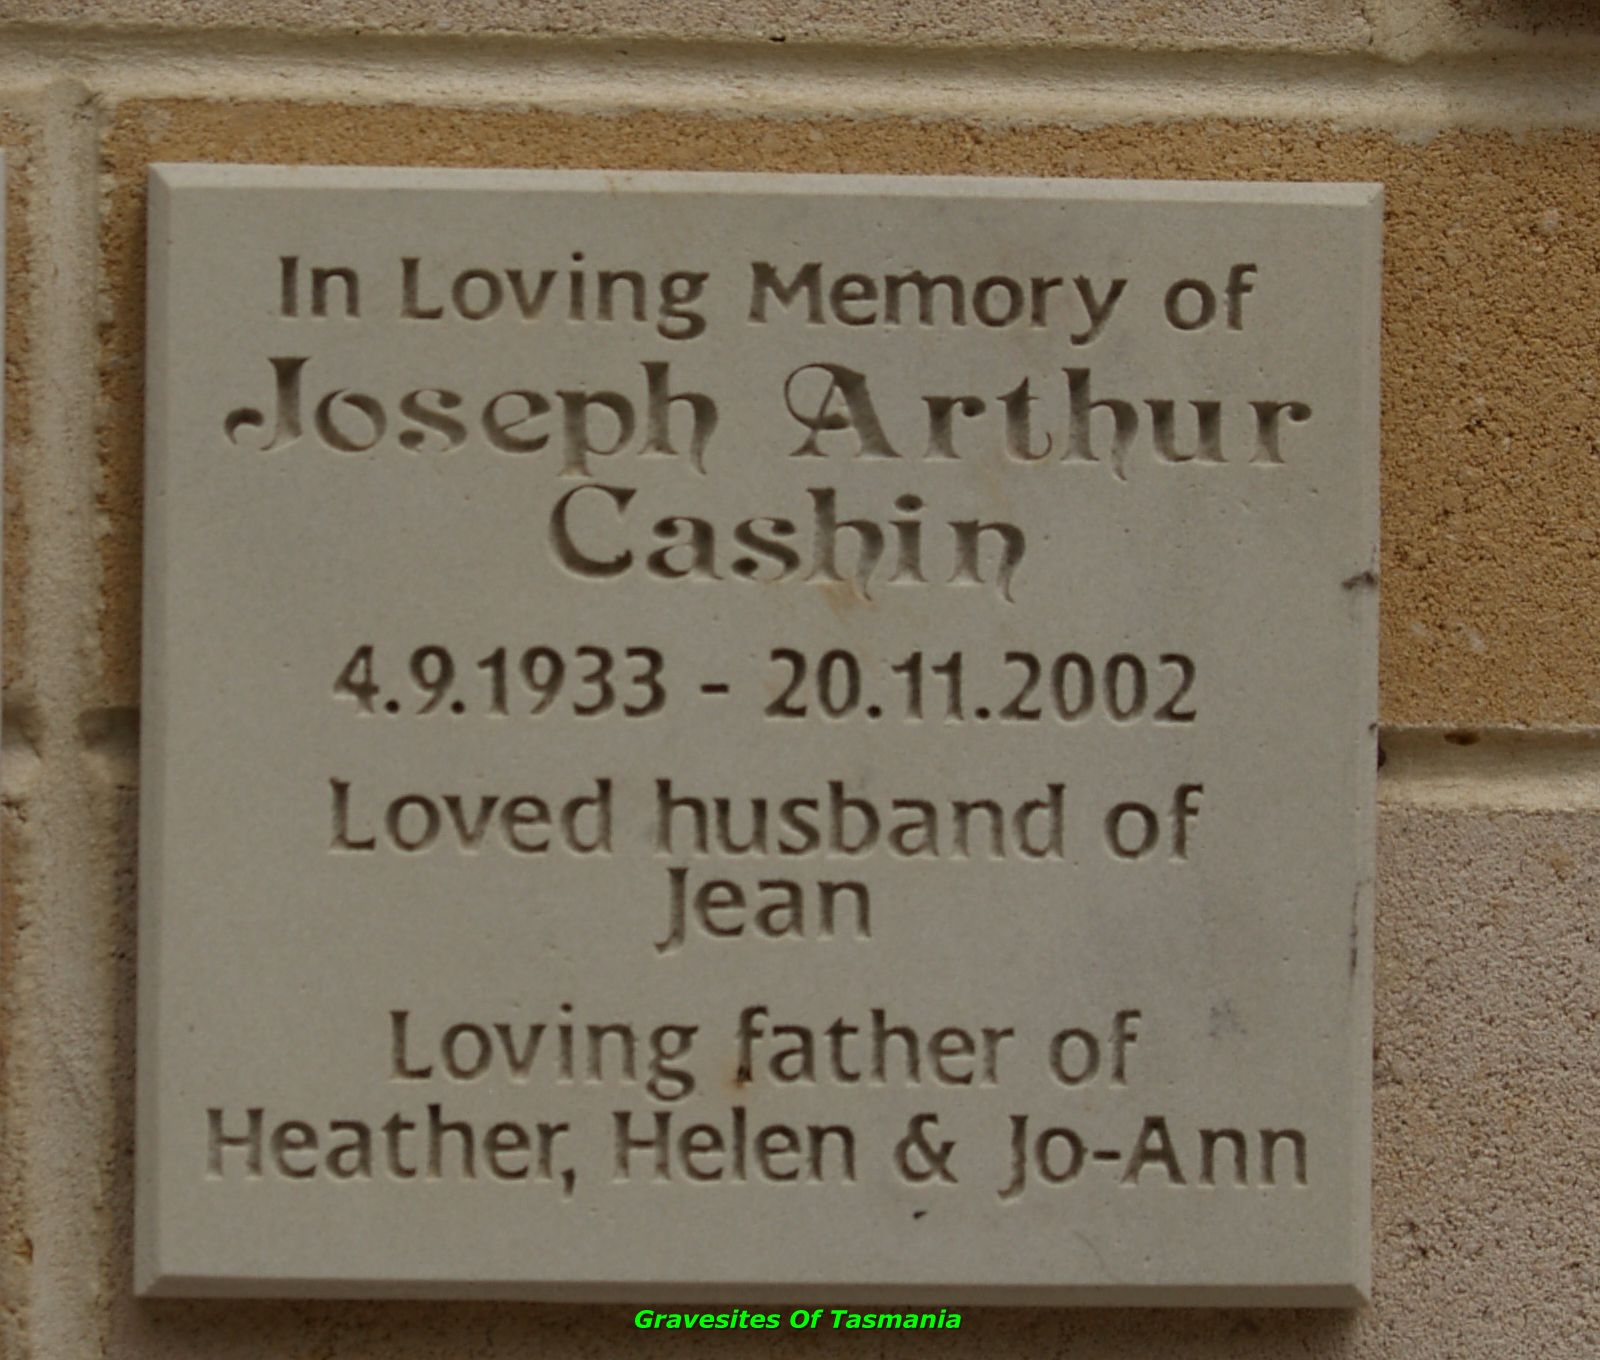 In Loving Memory of
Joseph Arthur
Cashin
4.9.1933 - 20.11.2002
Loved husband of
Jean
Loving father of
Heather, Helen & Jo-Ann
Gravesites Of Tasmania